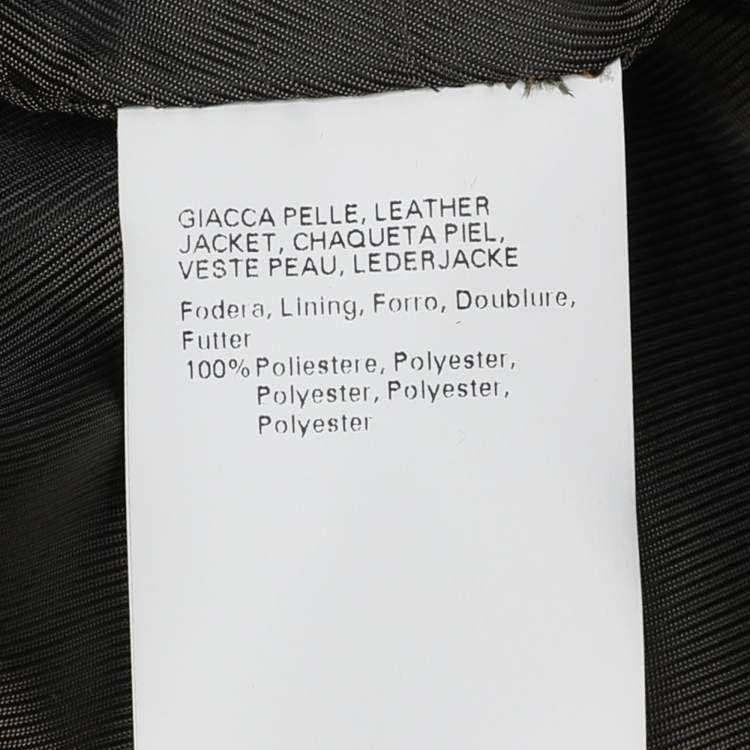 GIACCA PELLE, LEATHER
JACKET, CHAQUETA PIEL,
VESTE PEAU, LEDERJACKE
Fodera, Lining, Forro, Doublure,
Futter
100% Poliestere, Polyester,
Polyester, Polyester,
Polyester